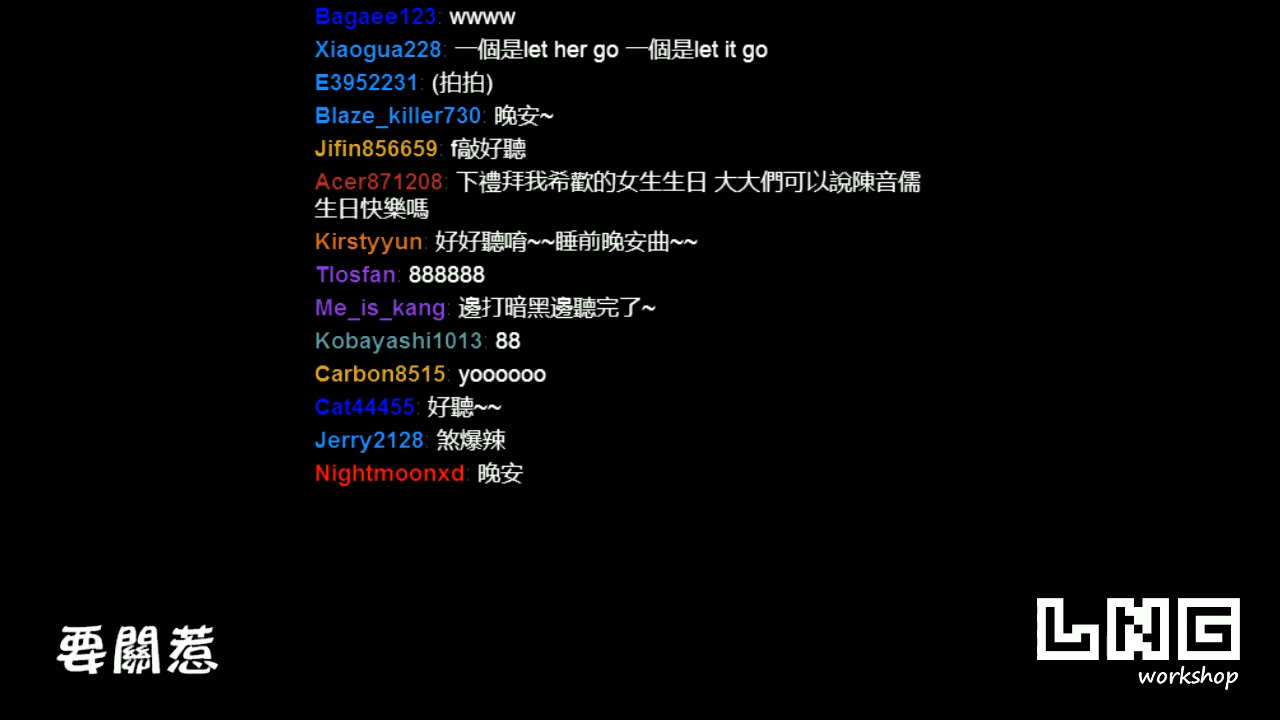 Bagaee123: wwww
Xiaogua228: 一個是let her go 一個是let it go
E3952231: (拍拍)
Blaze_killer730: 晚安~
Jifin856659: f敲好聽
Acer871208: 下禮拜我希歡的女生生日 大大們可以說陳音儒
生日快樂嗎
Kirstyyun: 好好聽唷~~睡前晚安曲~~
Tlosfan: 888888
Me_is_kang: 邊打暗黑邊聽完了~
Kobayashi1013: 88
Carbon8515: yoooooo
Cat44455: 好聽~~
Jerry2128: 煞爆辣
Nightmoonxd: 晚安
要關惹
LNG
workshop